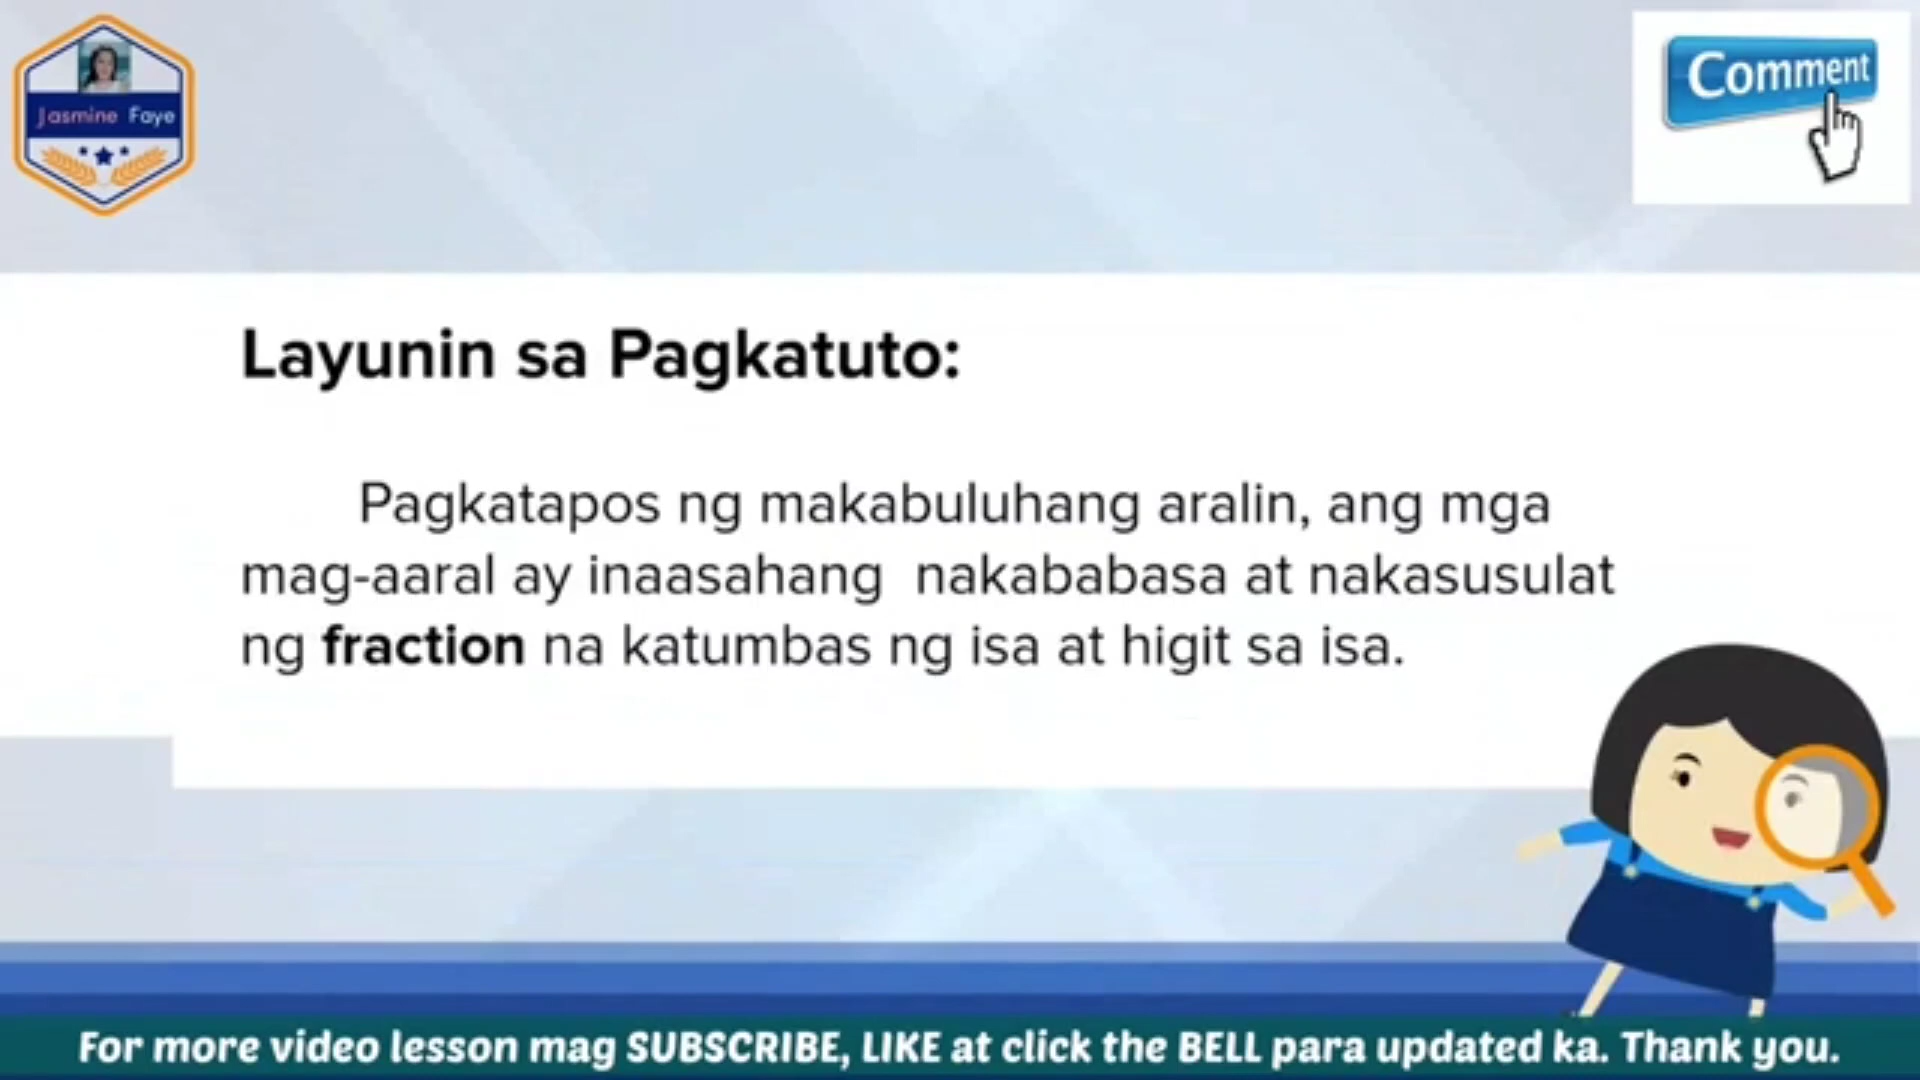 Jasmine Faye
Comment
Layunin sa Pagkatuto:
Pagkatapos ng makabuluhang aralin, ang mga
mag-aaral ay inaasahang nakababasa at nakasusulat
ng fraction na katumbas ng isa at higit sa isa.
For more video lesson mag SUBSCRIBE, LIKE at click the BELL para updated ka. Thank you.